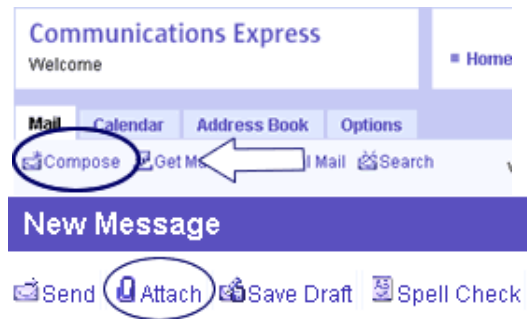 Communications Express
Welcome
Home
Mail Calendar Address Book Options
Compose Get M Mail Search
New Message
Send Attach Save Draft Spell Check